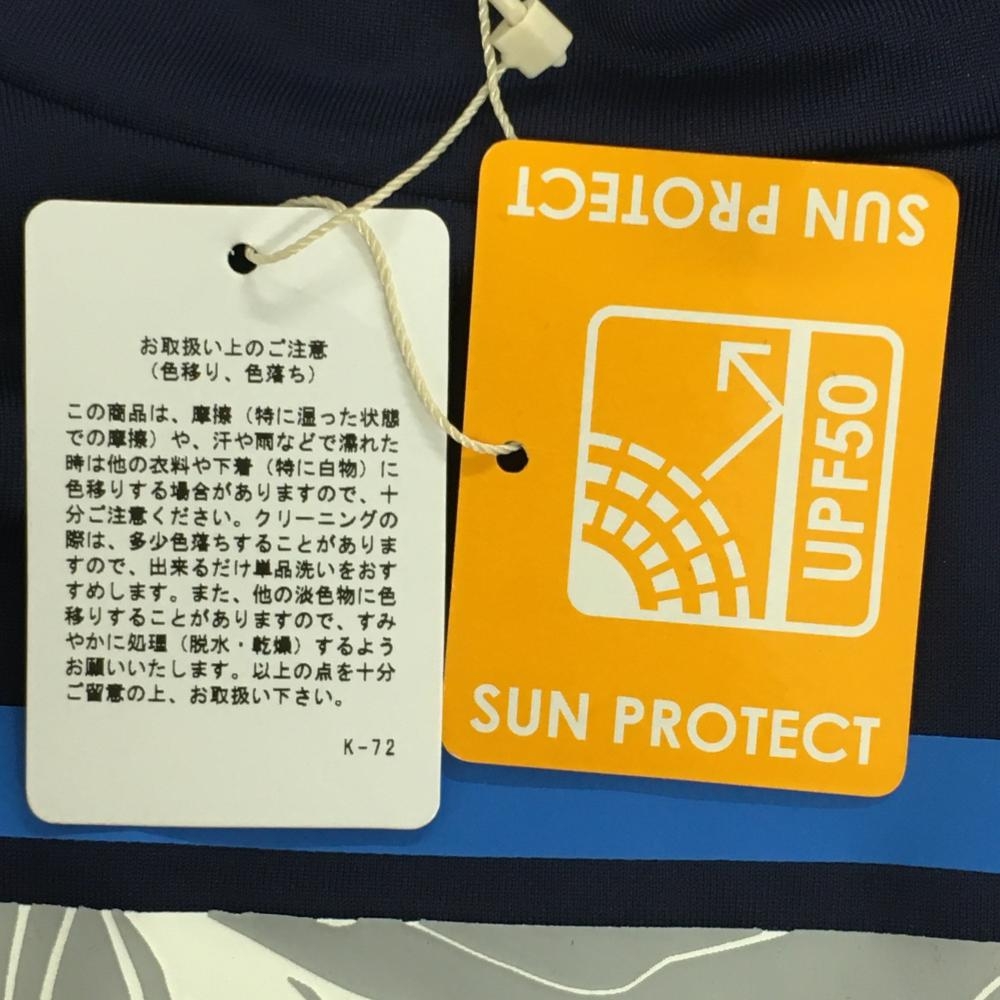 お取扱い上のご注意
(色移り、色落ち)
この商品は、摩擦(特に湿った状態
での摩擦)や、汗や雨などで濡れた
時は他の衣料や下着(特に白物)に
色移りする場合がありますので、十
分ご注意ください。クリーニングの
際は、多少色落ちすることがありま
すので、出来るだけ単品洗いをおす
すめします。また、他の淡色物に色
移りすることがありますので、すみ
やかに処理(脱水・乾燥)するよう
お願いいたします。以上の点を十分
ご留意の上、お取扱い下さい。
K-72
SUN PROTECT
UPF50
SUN PROTECT